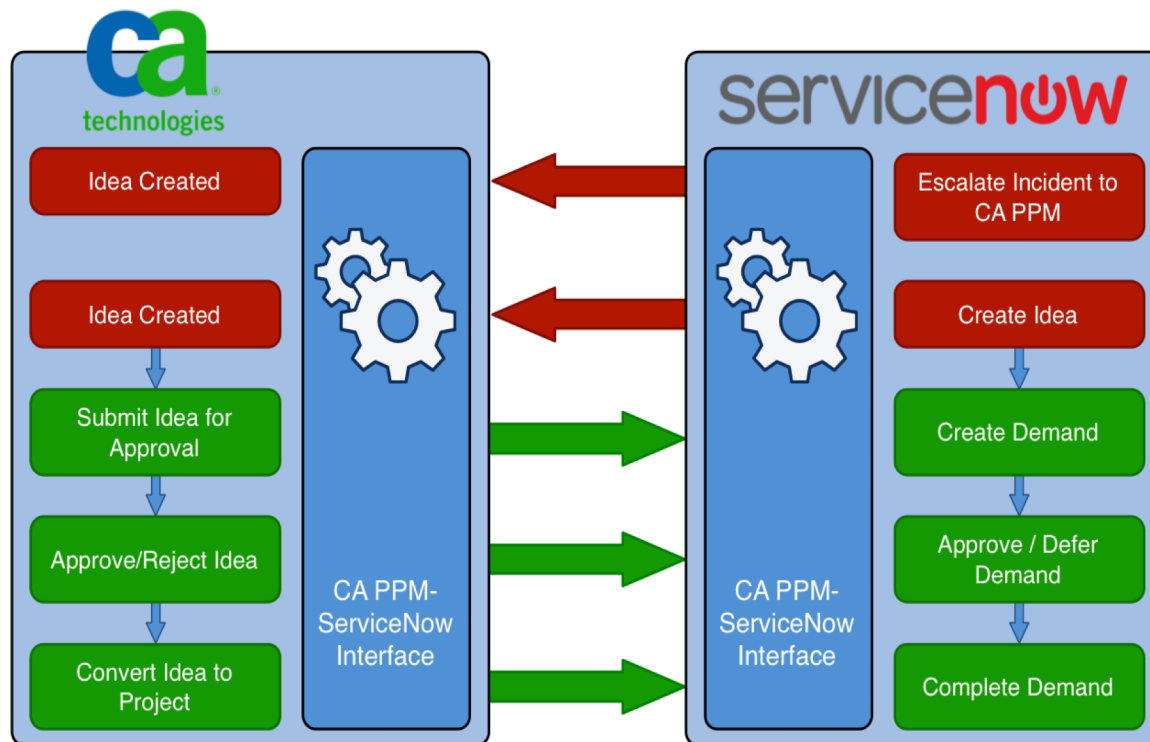 ca
technologies
servicenow
Idea Created
Escalate Incident to
CA PPM
Idea Created
Create Idea
Submit Idea for
Approval
Create Demand
Approve/Reject Idea
Approve / Defer
Demand
CA PPM-
ServiceNow
Interface
CA PPM-
ServiceNow
Interface
Convert Idea to
Project
Complete Demand